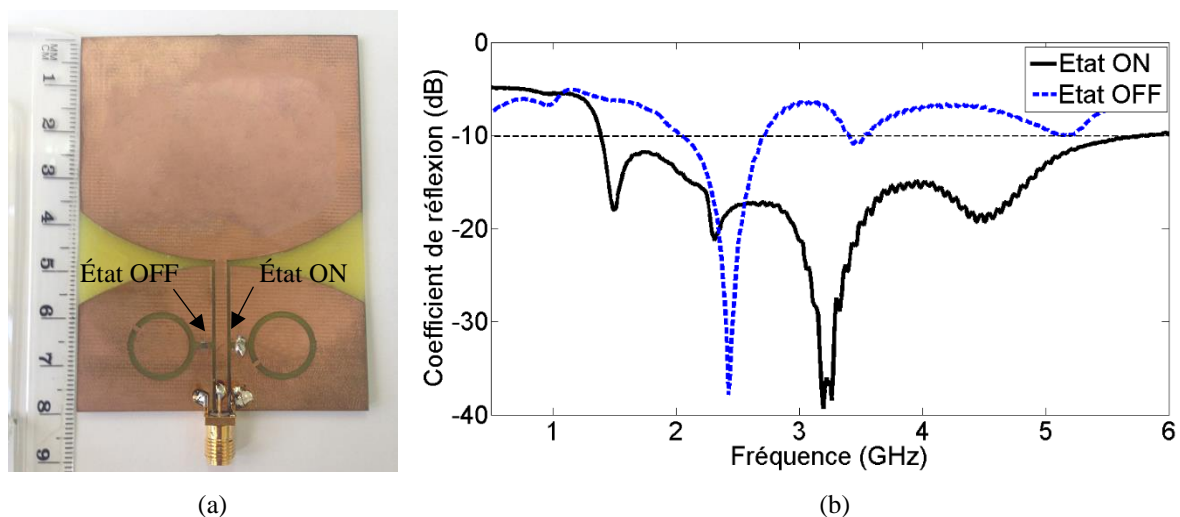 MM
CM
1
2
3
4
5
6
7
8
9
État OFF État ON
(a)
Coefficient de réflexion (dB)
0
-10
-20
-30
-40
Etat ON
Etat OFF
1 2 3 4 5 6
Fréquence (GHz)
(b)